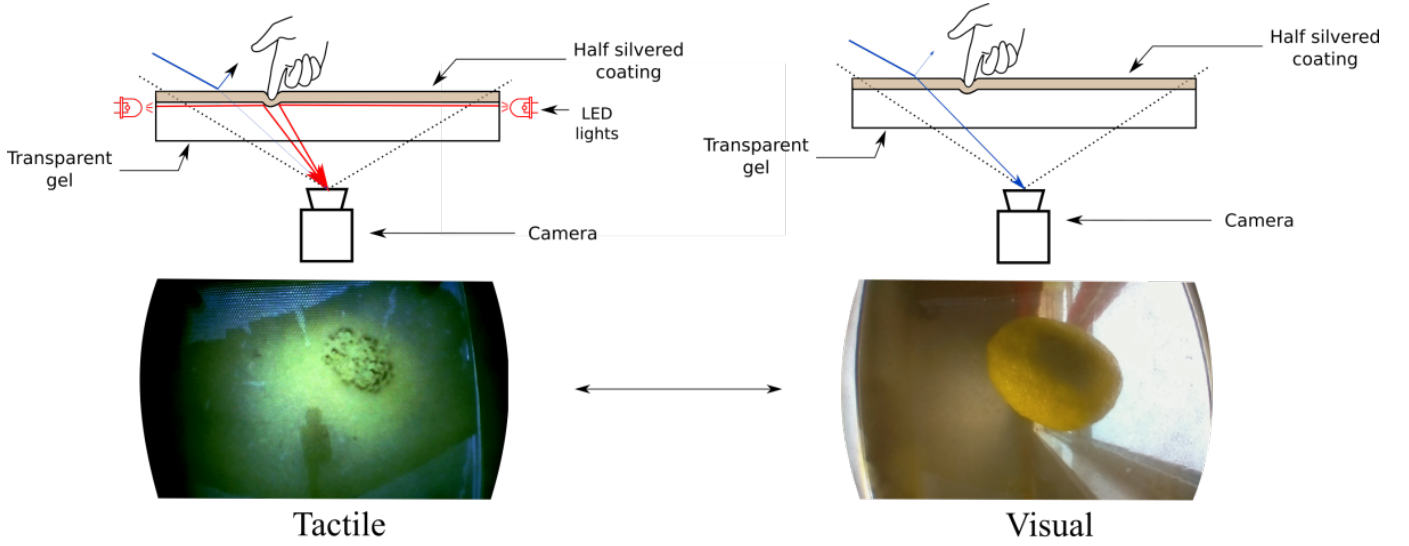 Half silvered
coating
LED
lights
Transparent
gel
Camera
Tactile
Half silvered
coating
Transparent
gel
Camera
Visual